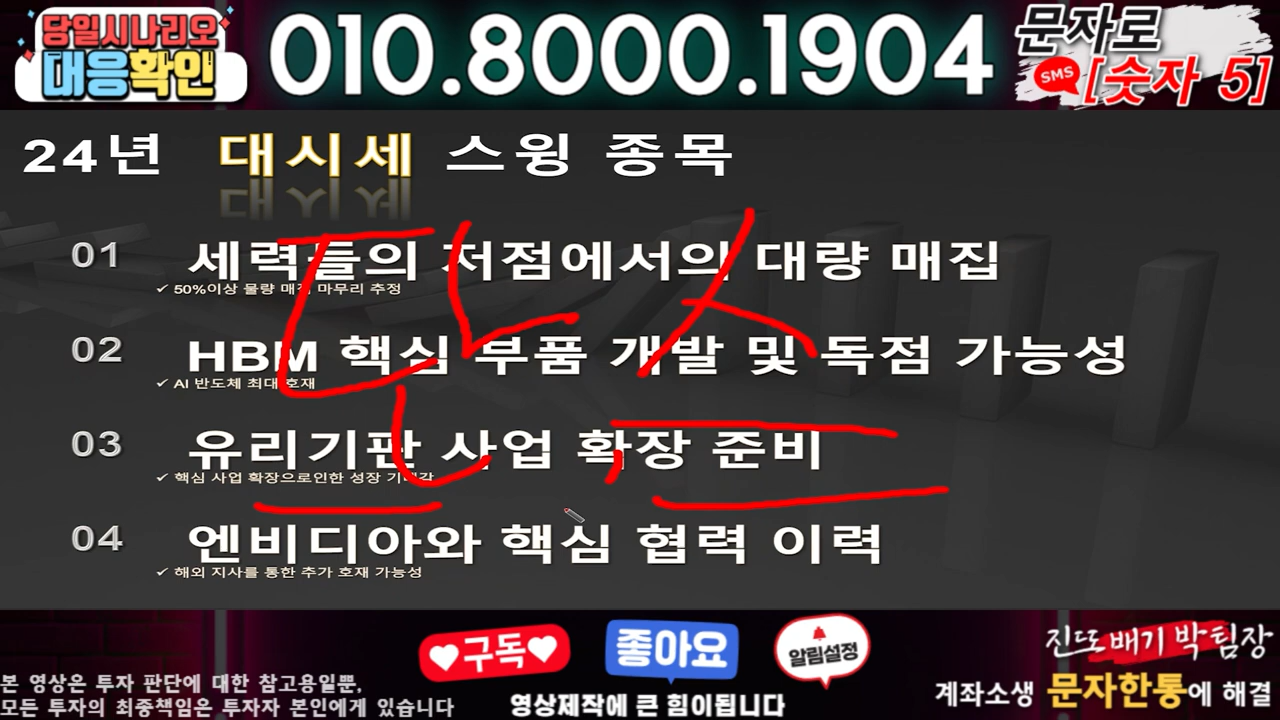 당일시나리오
대응확인
010.8000.1904
문자로
SMS
[숫자 5]
24년 대시세 스윙 종목
01 세력들의 저점에서의 대량 매집
✓ 50%이상 물량 매집 마무리 추정
02 HBM 핵심 부품 개발 및 독점 가능성
✓ AI 반도체 최대 호재
03 유리기판 사업 확장 준비
✓ 핵심 사업 확장으로인한 성장 기대감
04 엔비디아와 핵심 협력 이력
✓ 해외 지사를 통한 추가 호재 가능성
구독
좋아요
알림설정
영상제작에 큰 힘이됩니다
본 영상은 투자 판단에 대한 참고용일뿐,
모든 투자의 최종책임은 투자자 본인에게 있습니다
진또배기 박팀장
계좌소생 문자한통에 해결